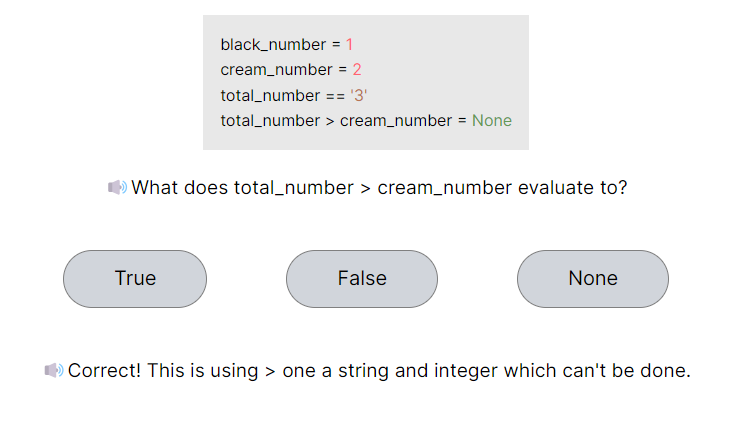 black_number = 1
cream_number = 2
total_number == '3'
total_number > cream_number = None
What does total_number > cream_number evaluate to?
True
False
None
Correct! This is using > one a string and integer which can't be done.